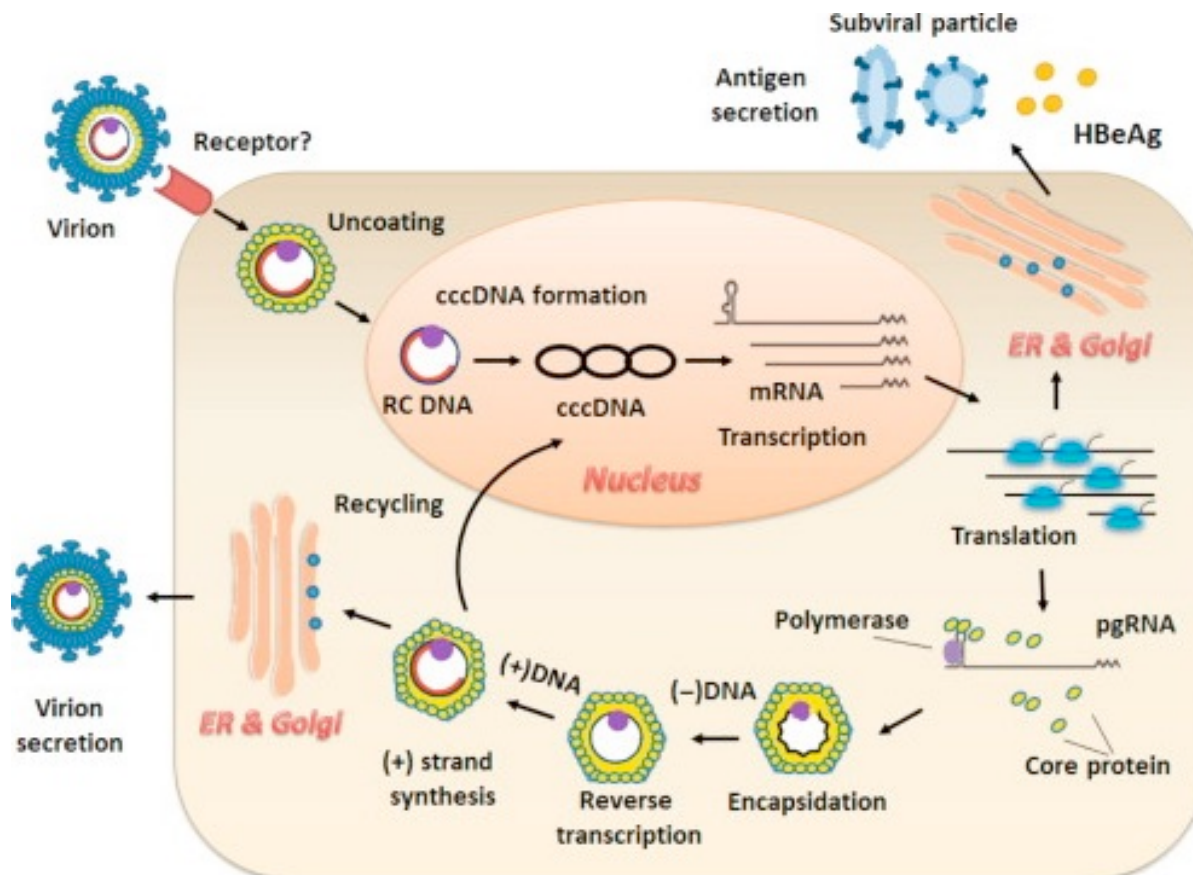 Subviral particle
Antigen
secretion
HBeAg
Receptor?
Virion
Uncoating
cccDNA formation
RC DNA
cccDNA
mRNA
Transcription
Nucleus
ER & Golgi
Translation
Recycling
Polymerase
pgRNA
Core protein
(−)DNA
Encapsidation
Reverse
transcription
(+)DNA
(+) strand
synthesis
ER & Golgi
Virion
secretion